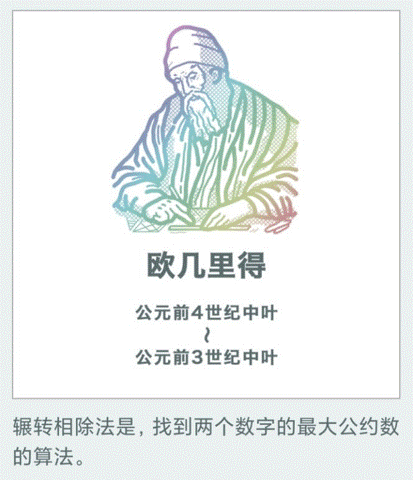 欧几里得
公元前4世纪中叶
~
公元前3世纪中叶
辗转相除法是，找到两个数字的最大公约数
的算法。